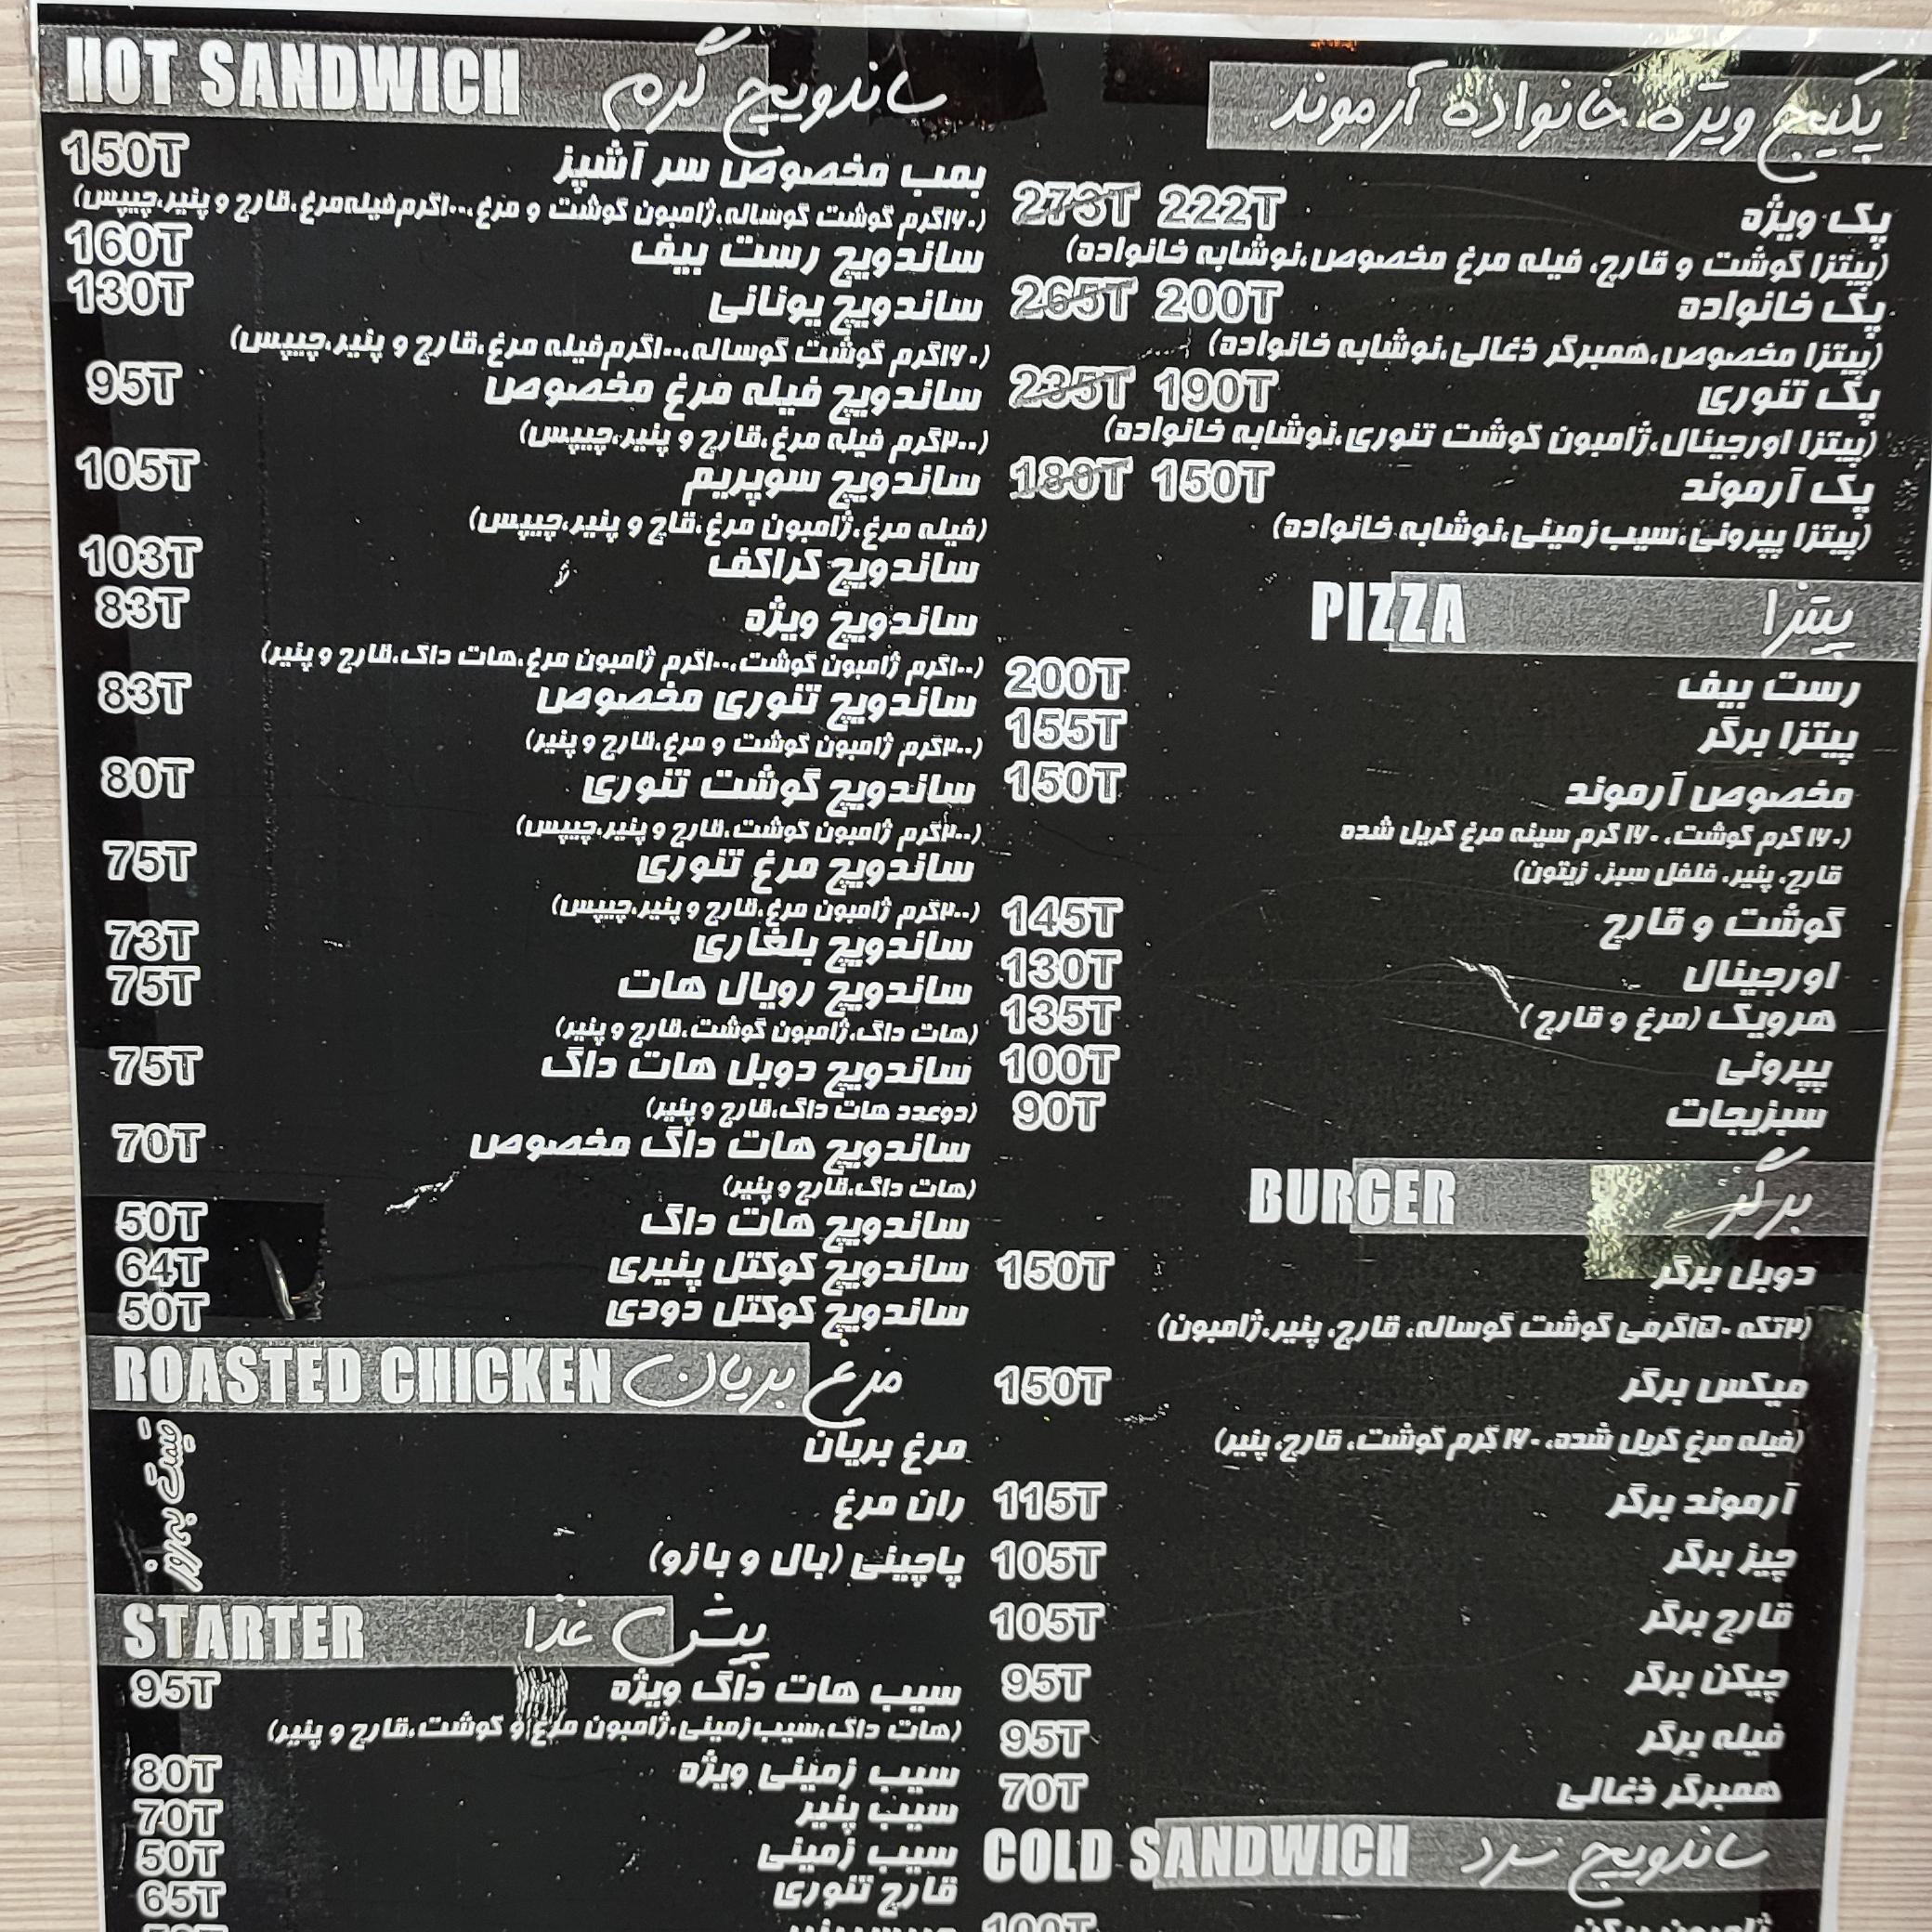 پکیج ویژه خانواده آرموند
پک ویژه 273T 222T
(پیتزا گوشت و قارچ، فیله مرغ مخصوص،نوشابه خانواده)
پک خانواده 265T 200T
(پیتزا مخصوص،همبرگر ذغالی،نوشابه خانواده)
پک تنوری 235T 190T
(پیتزا اورجینال،ژامبون گوشت تنوری،نوشابه خانواده)
پک آرموند 180T 150T
(پیتزا پپرونی،سیب زمینی،نوشابه خانواده)
پیتزا PIZZA
رست بیف 200T
پیتزا برگر 155T
مخصوص آرموند 150T
(۱۶۰ گرم گوشت، ۱۶۰ گرم سینه مرغ گریل شده
قارچ، پنیر، فلفل سبز، زیتون)
گوشت و قارچ 145T
اورجینال 130T
هرویک (مرغ و قارچ ) 135T
پپرونی 100T
سبزیجات 90T
برگر BURGER
دوبل برگر 150T
(۲تکه ۱۵۰گرمی گوشت گوساله، قارچ، پنیر،ژامبون)
میکس برگر 150T
(فیله مرغ گریل شده، ۱۶۰ گرم گوشت، قارچ، پنیر)
آرموند برگر 115T
چیز برگر 105T
قارچ برگر 105T
چیکن برگر 95T
فیله برگر 95T
همبرگر ذغالی 70T
ساندویچ سرد COLD SANDWICH
100T
ساندویچ گرم HOT SANDWICH
بمب مخصوص سر آشپز 150T
(۱۶۰گرم گوشت گوساله،ژامبون گوشت و مرغ،۱۰۰گرم‌فیله‌مرغ،قارچ و پنیر،چیپس)
ساندویچ رست بیف 160T
ساندویچ یونانی 130T
(۱۶۰گرم گوشت گوساله،۱۰۰گرم‌فیله مرغ،قارچ و پنیر،چیپس)
ساندویچ فیله مرغ مخصوص 95T
(۲۰۰گرم فیله مرغ،قارچ و پنیر،چیپس)
ساندویچ سوپریم 105T
(فیله مرغ،ژامبون مرغ،قاچ و پنیر،چیپس)
ساندویچ کراکف 103T
ساندویچ ویژه 83T
(۱۰۰گرم ژامبون گوشت،۱۰۰گرم ژامبون مرغ،هات داگ،قارچ و پنیر)
ساندویچ تنوری مخصوص 83T
(۲۰۰گرم ژامبون گوشت و مرغ،قارچ و پنیر)
ساندویچ گوشت تنوری 80T
(۲۰۰گرم ژامبون گوشت،قارچ و پنیر،چیپس)
ساندویچ مرغ تنوری 75T
(۲۰۰گرم ژامبون مرغ،قارچ و پنیر،چیپس)
ساندویچ بلغاری 73T
ساندویچ رویال هات 75T
(هات داگ،ژامبون گوشت،قارچ و پنیر)
ساندویچ دوبل هات داگ 75T
(دوعدد هات داگ،قارچ و پنیر)
ساندویچ هات داگ مخصوص 70T
(هات داگ،قارچ و پنیر)
ساندویچ هات داگ 50T
ساندویچ کوکتل پنیری 64T
ساندویچ کوکتل دودی 50T
مرغ بریان ROASTED CHICKEN
مرغ بریان
ران مرغ
پاچینی (بال و بازو)
قیمت به روز
پیش غذا STARTER
سیب هات داگ ویژه 95T
(هات داگ،سیب زمینی،ژامبون مرغ و گوشت،قارچ و پنیر)
سیب زمینی ویژه 80T
سیب پنیر 70T
سیب زمینی 50T
قارچ تنوری 65T